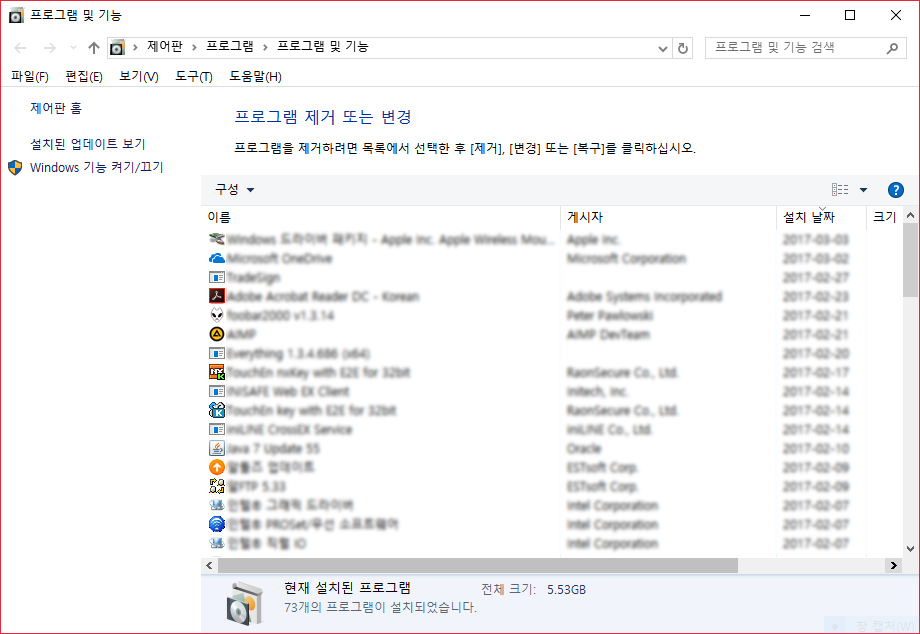 프로그램 및 기능
제어판 › 프로그램 › 프로그램 및 기능
프로그램 및 기능 검색
파일(F) 편집(E) 보기(V) 도구(T) 도움말(H)
제어판 홈
설치된 업데이트 보기
Windows 기능 켜기/끄기
프로그램 제거 또는 변경
프로그램을 제거하려면 목록에서 선택한 후 [제거], [변경] 또는 [복구]를 클릭하십시오.
구성
이름 게시자 설치 날짜 크기
Windows 드라이버 패키지 - Apple Inc. Apple Wireless Mou... Apple Inc. 2017-03-03
Microsoft OneDrive Microsoft Corporation 2017-03-02
TradeSign 2017-02-27
Adobe Acrobat Reader DC - Korean Adobe Systems Incorporated 2017-02-23
foobar2000 v1.3.14 Peter Pawlowski 2017-02-21
AIMP AIMP DevTeam 2017-02-21
Everything 1.3.4.686 (x64) 2017-02-20
TouchEn nxKey with E2E for 32bit RaonSecure Co., Ltd. 2017-02-17
INISAFE Web EX Client Initech, Inc. 2017-02-14
TouchEn key with E2E for 32bit RaonSecure Co., Ltd. 2017-02-14
iniLINE CrossEX Service iniLINE Co., Ltd. 2017-02-14
Java 7 Update 55 Oracle 2017-02-10
알툴즈 업데이트 ESTsoft Corp. 2017-02-09
알FTP 5.33 ESTsoft Corp. 2017-02-09
인텔® 그래픽 드라이버 Intel Corporation 2017-02-07
인텔® PROSet/무선 소프트웨어 Intel Corporation 2017-02-07
인텔® 직렬 IO Intel Corporation 2017-02-07
현재 설치된 프로그램 전체 크기: 5.53GB
73개의 프로그램이 설치되었습니다.
창 캡처(W)